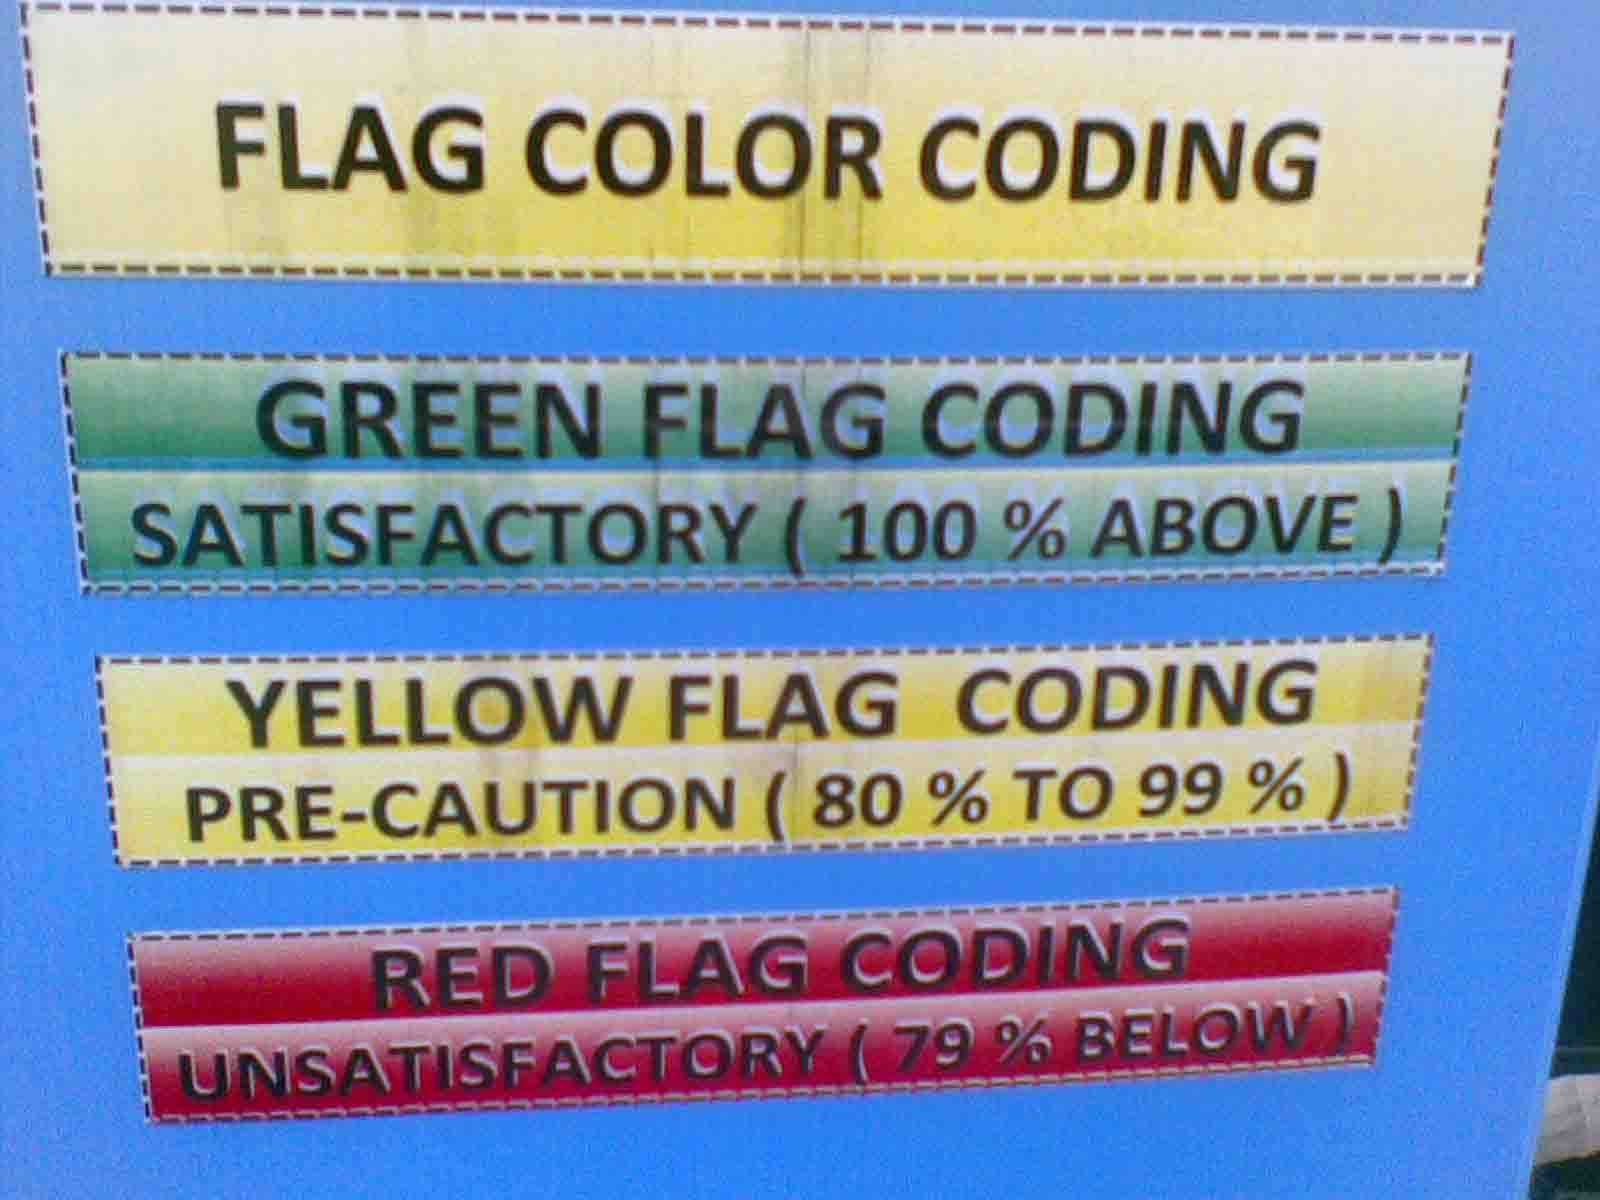 FLAG COLOR CODING
GREEN FLAG CODING
SATISFACTORY ( 100 % ABOVE )
YELLOW FLAG CODING
PRE-CAUTION ( 80 % TO 99 % )
RED FLAG CODING
UNSATISFACTORY ( 79 % BELOW )